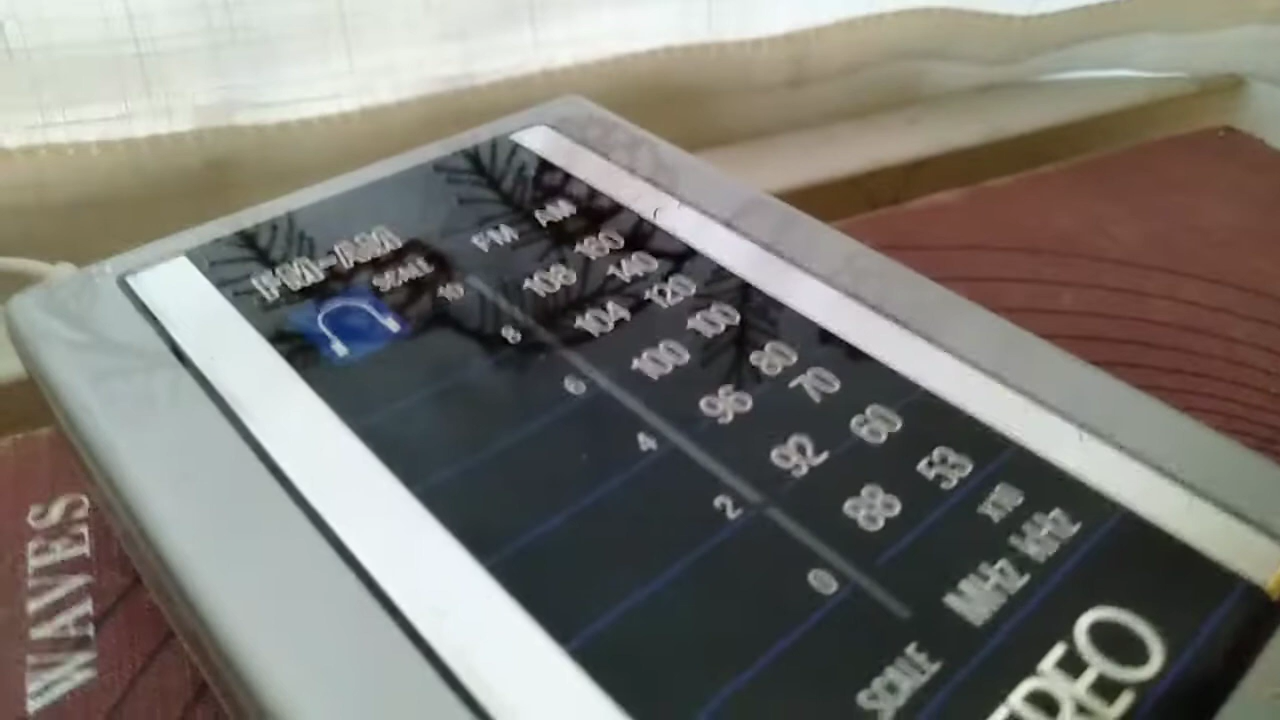 FM-AM
SCALE FM AM
10 108 160
140
8 104 120
100 100
6 80
96 70
4 92 60
2 88 53
X10
0 MHz kHz
SCALE
WAVES